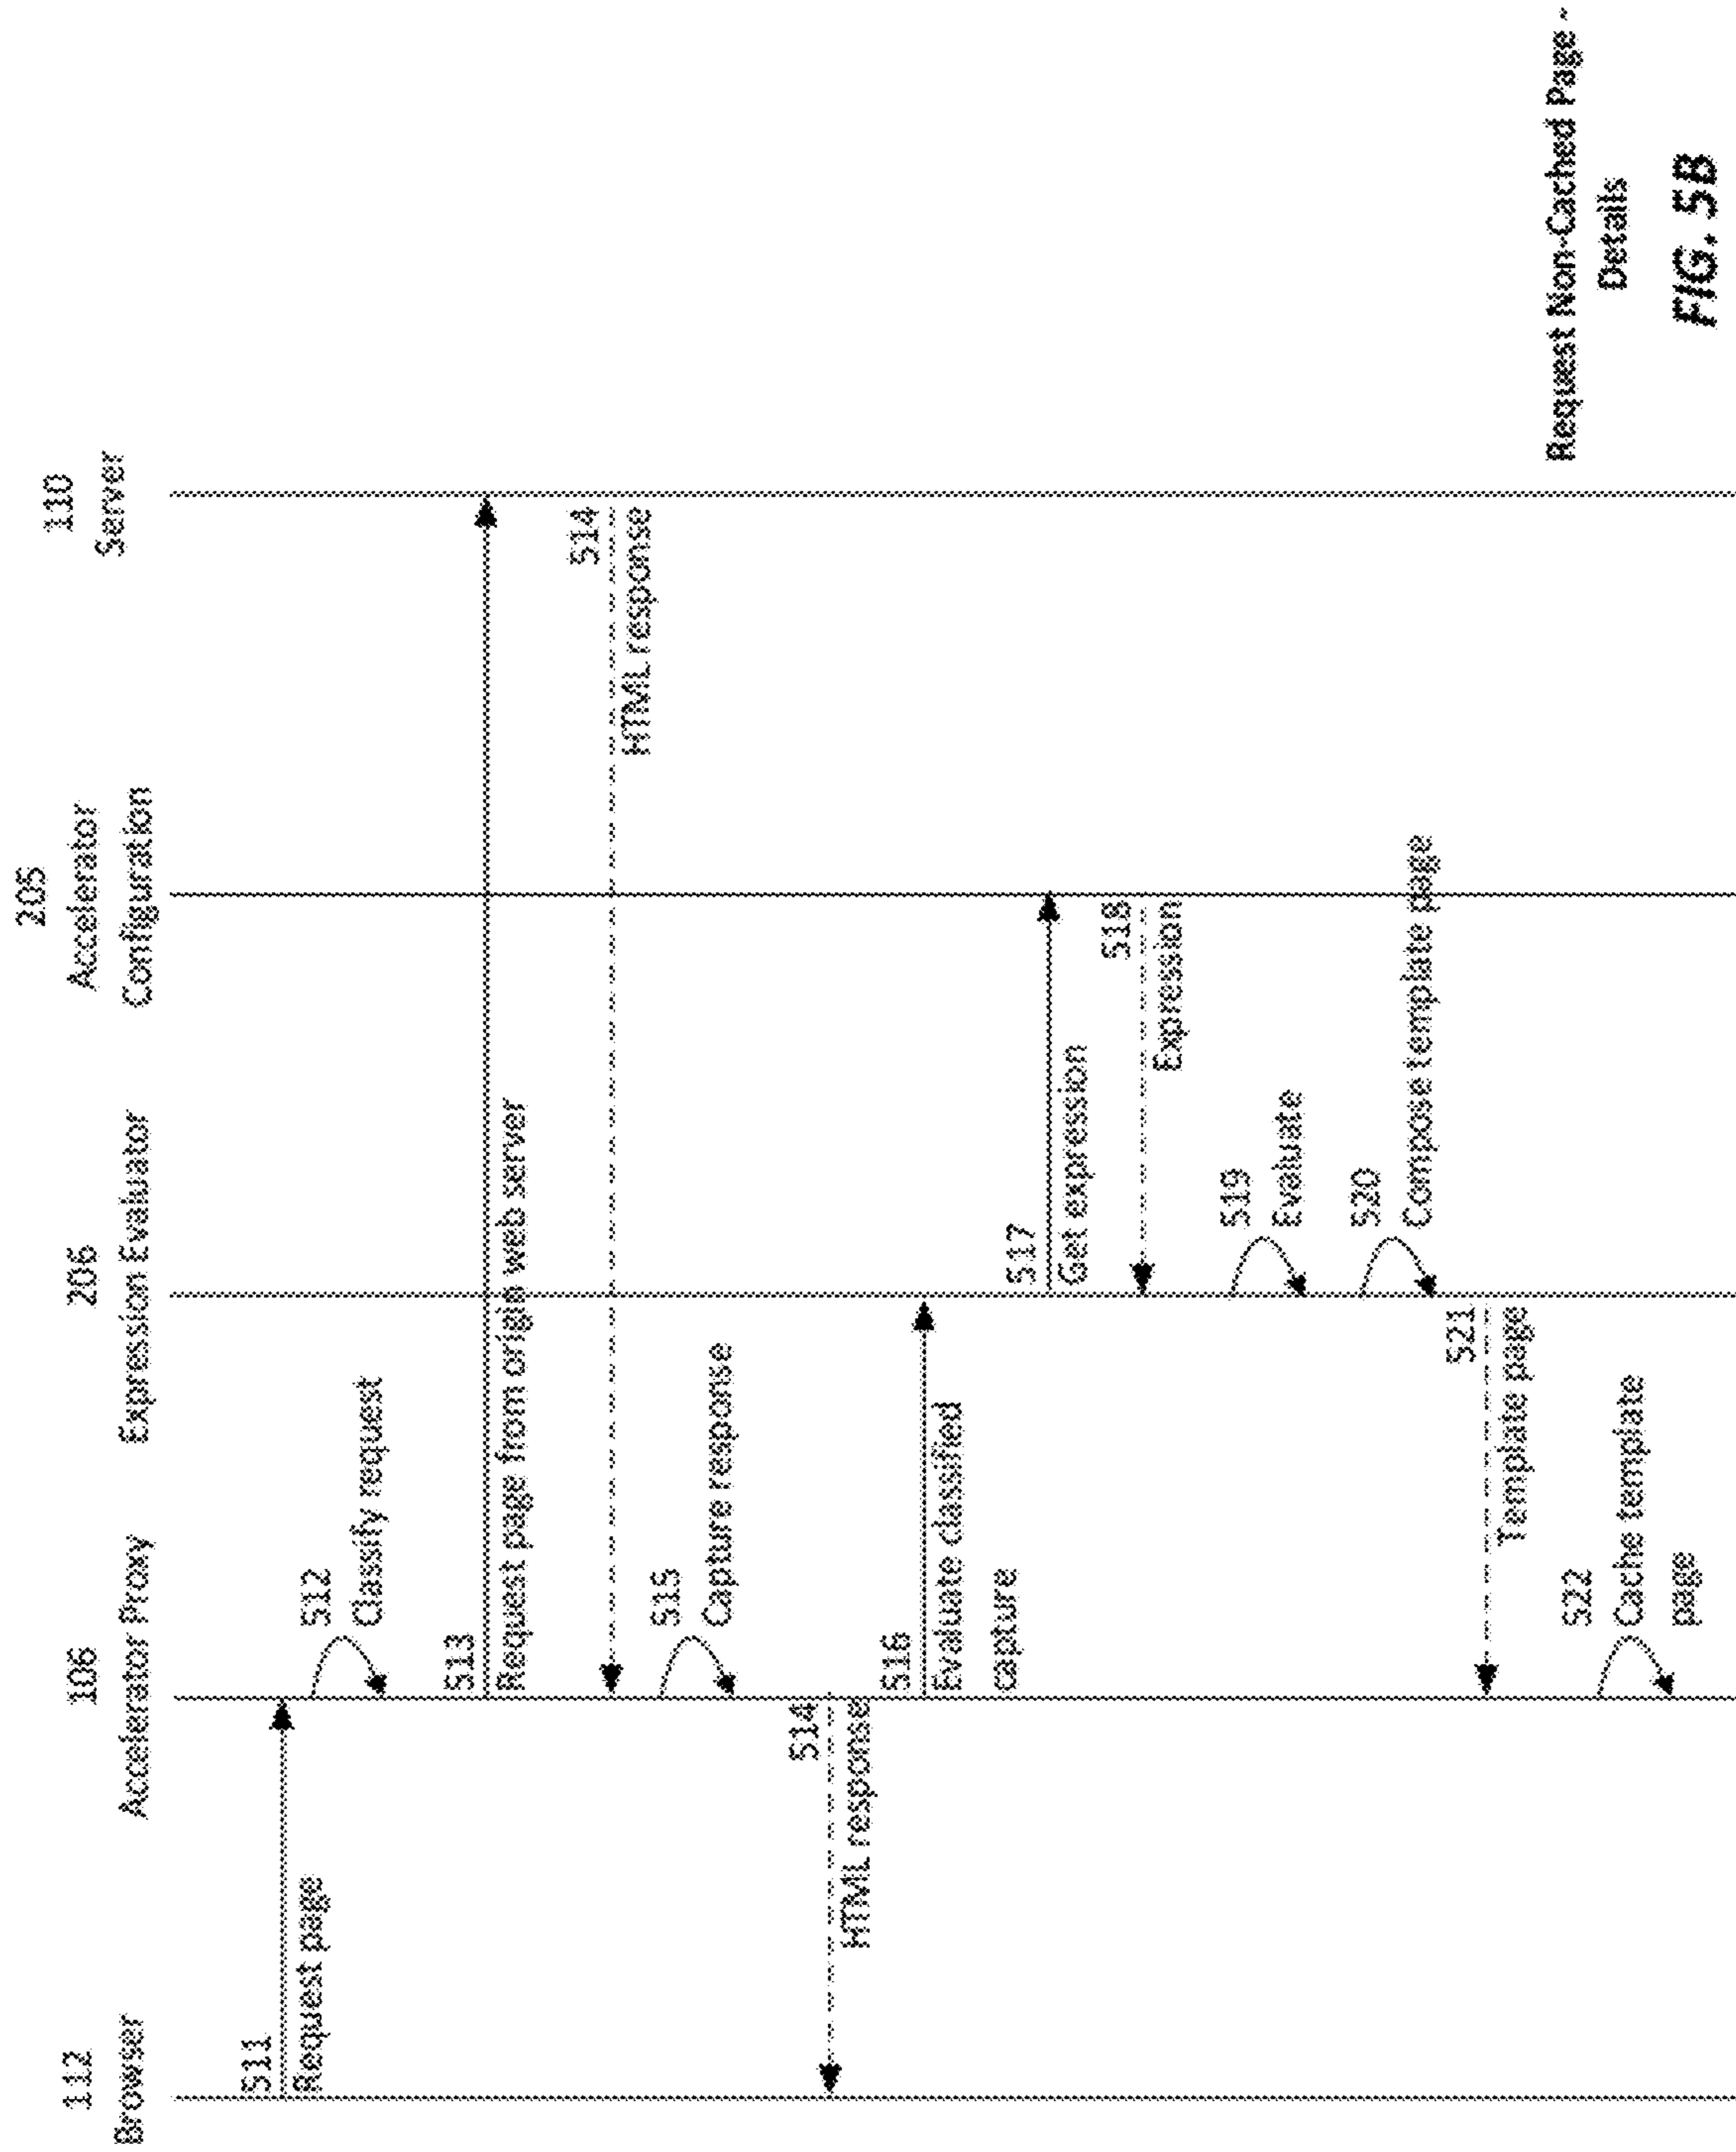 112
Browser
106
Accelerator Proxy
206
Expression Evaluator
205
Accelerator
Configuration
110
Server
511
Request page
512
Classify request
513
Request page from origin web server
514
HTML response
515
Capture response
514
HTML response
516
Evaluate classified
capture
517
Get expression
518
Expression
519
Evaluate
520
Compose template page
521
Template page
522
Cache template
page
Request Non-Cached Page -
Details
FIG. 5B